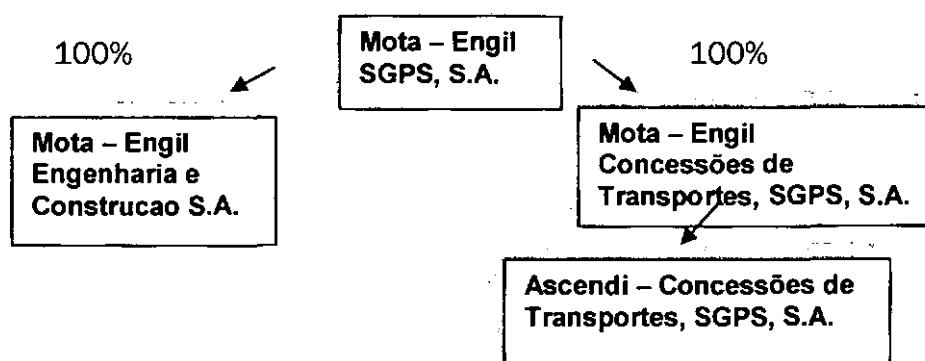 100%
Mota – Engil
SGPS, S.A.
100%
Mota – Engil
Engenharia e
Construcao S.A.
Mota – Engil
Concessões de
Transportes, SGPS, S.A.
Ascendi – Concessões de
Transportes, SGPS, S.A.